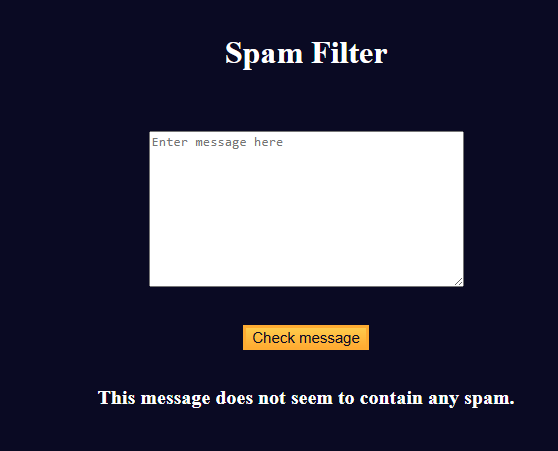 Spam Filter
Enter message here
Check message
This message does not seem to contain any spam.